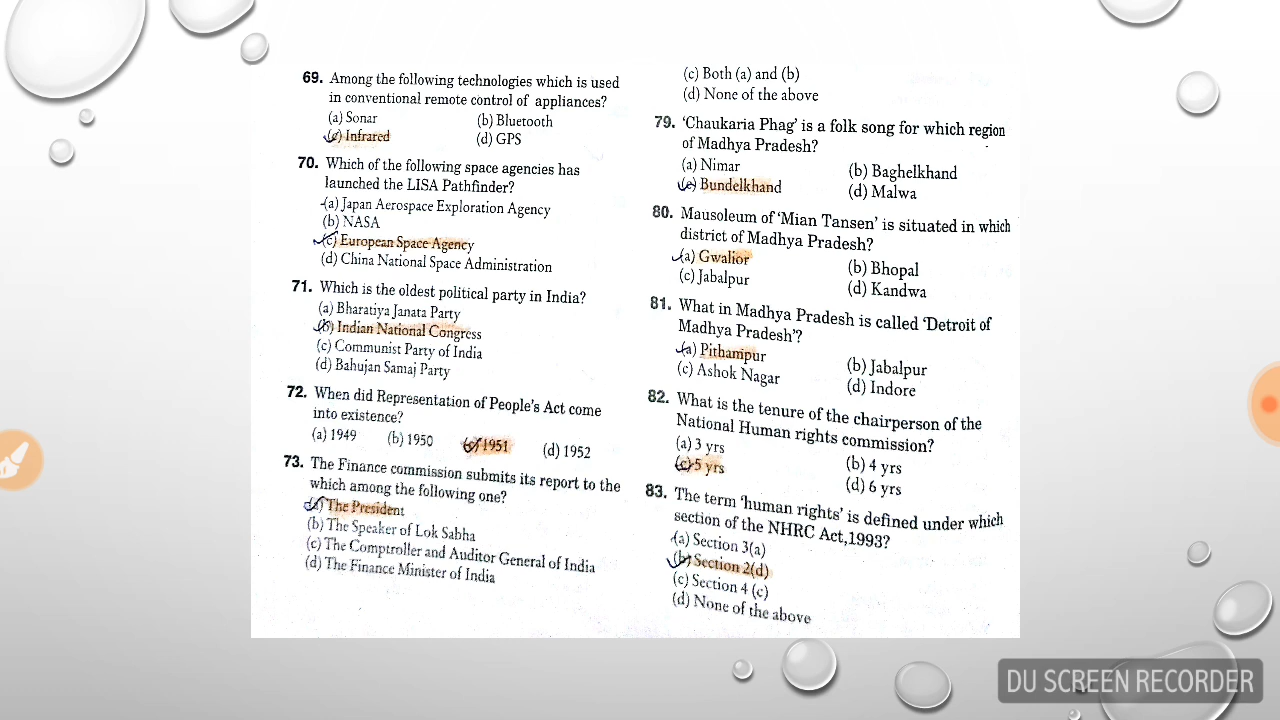 69. Among the following technologies which is used
in conventional remote control of appliances?
(a) Sonar (b) Bluetooth
(c) Infrared (d) GPS
70. Which of the following space agencies has
launched the LISA Pathfinder?
(a) Japan Aerospace Exploration Agency
(b) NASA
(c) European Space Agency
(d) China National Space Administration
71. Which is the oldest political party in India?
(a) Bharatiya Janata Party
(b) Indian National Congress
(c) Communist Party of India
(d) Bahujan Samaj Party
72. When did Representation of People's Act come
into existence?
(a) 1949 (b) 1950 (c) 1951 (d) 1952
73. The Finance commission submits its report to the
which among the following one?
(a) The President
(b) The Speaker of Lok Sabha
(c) The Comptroller and Auditor General of India
(d) The Finance Minister of India
(c) Both (a) and (b)
(d) None of the above
79. 'Chaukaria Phag' is a folk song for which region
of Madhya Pradesh?
(a) Nimar (b) Baghelkhand
(c) Bundelkhand (d) Malwa
80. Mausoleum of 'Mian Tansen' is situated in which
district of Madhya Pradesh?
(a) Gwalior (b) Bhopal
(c) Jabalpur (d) Kandwa
81. What in Madhya Pradesh is called 'Detroit of
Madhya Pradesh'?
(a) Pithanipur (b) Jabalpur
(c) Ashok Nagar (d) Indore
82. What is the tenure of the chairperson of the
National Human rights commission?
(a) 3 yrs (b) 4 yrs
(c) 5 yrs (d) 6 yrs
83. The term 'human rights' is defined under which
section of the NHRC Act,1993?
(a) Section 3(a)
(b) Section 2(d)
(c) Section 4 (c)
(d) None of the above
DU SCREEN RECORDER